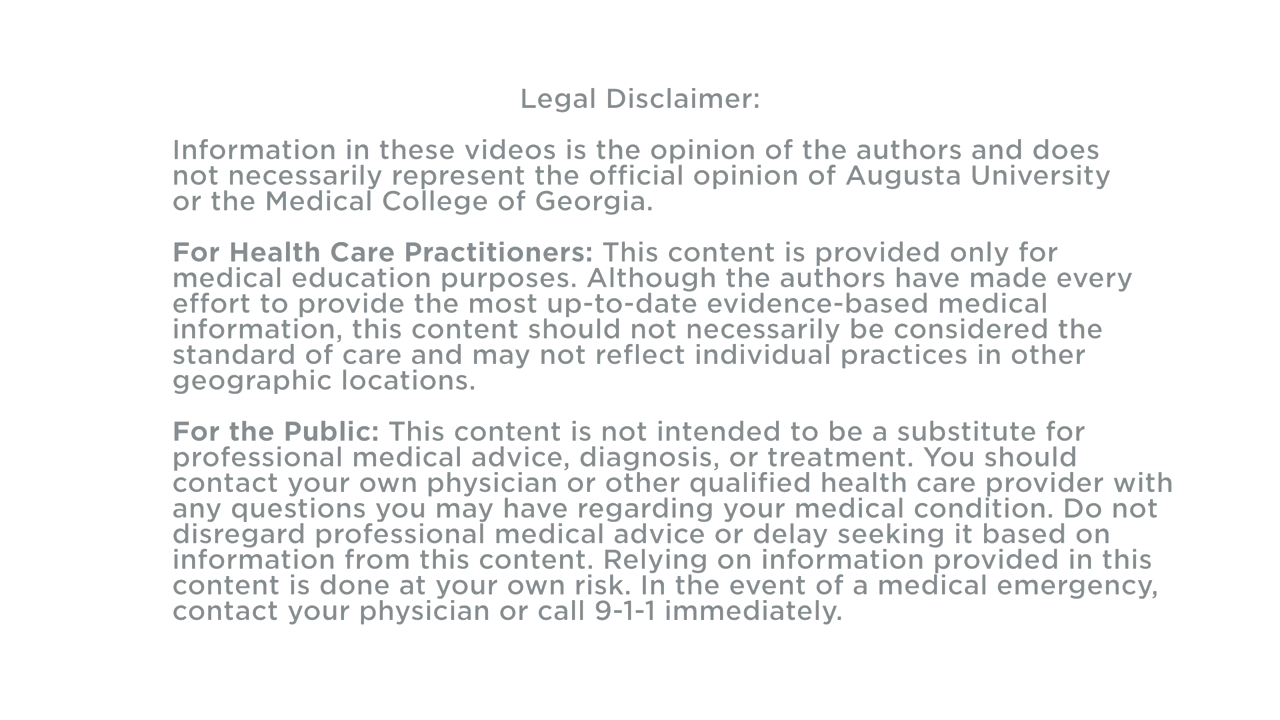 Legal Disclaimer:
Information in these videos is the opinion of the authors and does
not necessarily represent the official opinion of Augusta University
or the Medical College of Georgia.
For Health Care Practitioners: This content is provided only for
medical education purposes. Although the authors have made every
effort to provide the most up-to-date evidence-based medical
information, this content should not necessarily be considered the
standard of care and may not reflect individual practices in other
geographic locations.
For the Public: This content is not intended to be a substitute for
professional medical advice, diagnosis, or treatment. You should
contact your own physician or other qualified health care provider with
any questions you may have regarding your medical condition. Do not
disregard professional medical advice or delay seeking it based on
information from this content. Relying on information provided in this
content is done at your own risk. In the event of a medical emergency,
contact your physician or call 9-1-1 immediately.